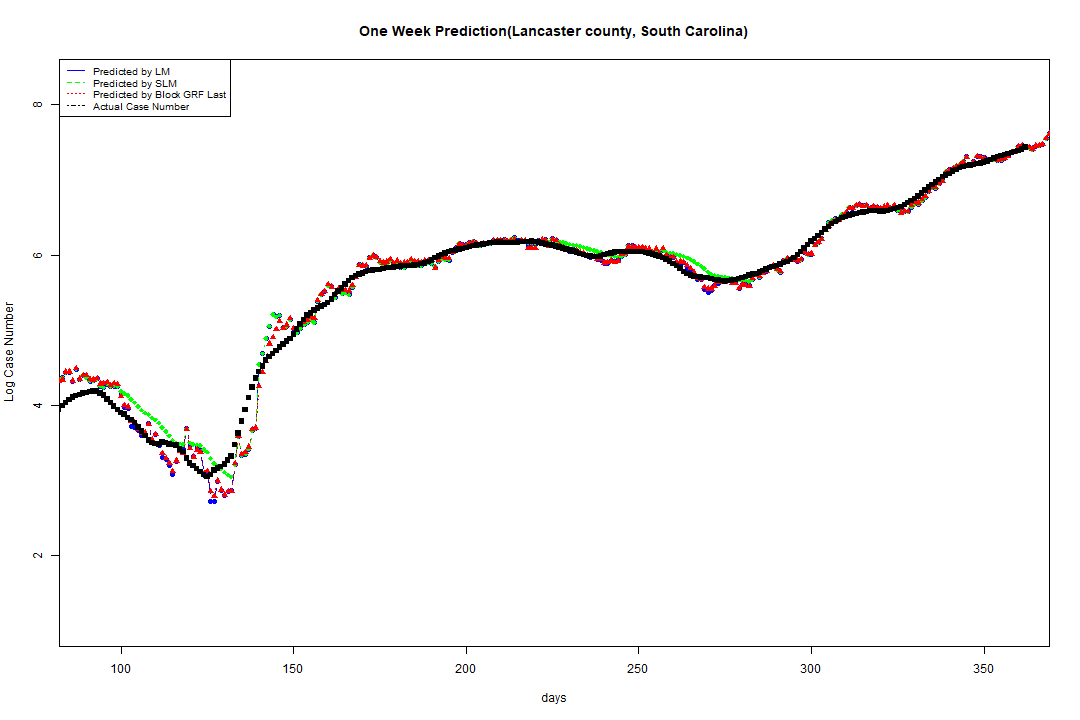 One Week Prediction(Lancaster county, South Carolina)
Predicted by LM
Predicted by SLM
Predicted by Block GRF Last
Actual Case Number
8
6
4
2
Log Case Number
100 150 200 250 300 350
days